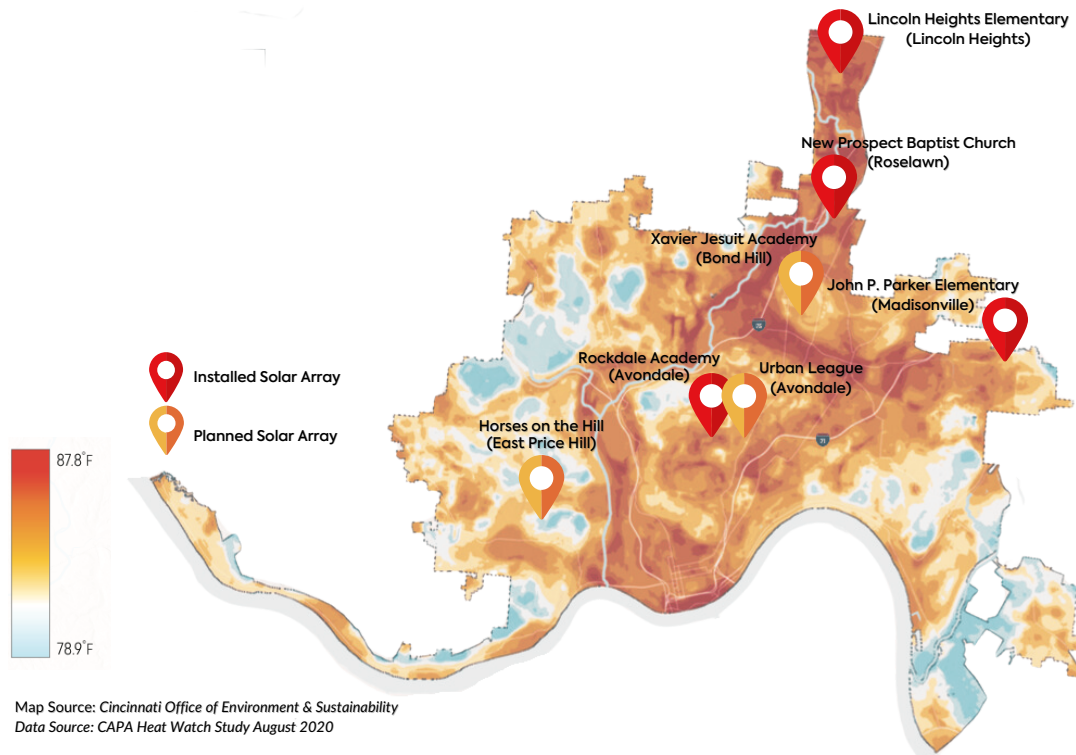 Lincoln Heights Elementary
(Lincoln Heights)
New Prospect Baptist Church
(Roselawn)
Xavier Jesuit Academy
(Bond Hill)
John P. Parker Elementary
(Madisonville)
75
Rockdale Academy
(Avondale)
Urban League
(Avondale)
Installed Solar Array
Planned Solar Array
Horses on the Hill
(East Price Hill)
71
87.8°F
78.9°F
Map Source: Cincinnati Office of Environment & Sustainability
Data Source: CAPA Heat Watch Study August 2020